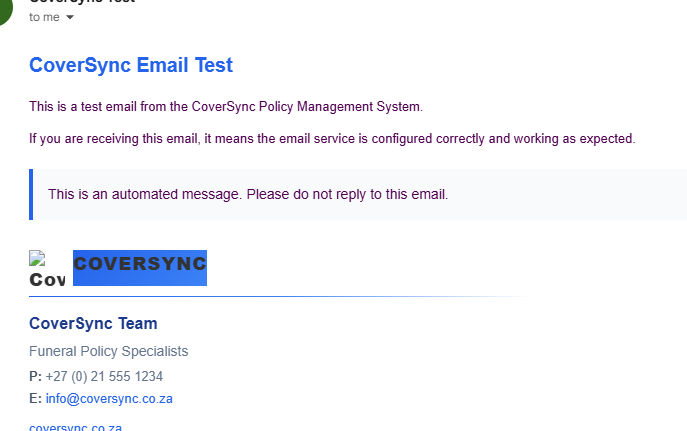 CoverSync Test
to me
CoverSync Email Test
This is a test email from the CoverSync Policy Management System.
If you are receiving this email, it means the email service is configured correctly and working as expected.
This is an automated message. Please do not reply to this email.
Cov
COVERSYNC
CoverSync Team
Funeral Policy Specialists
P: +27 (0) 21 555 1234
E: info@coversync.co.za
coversync.co.za